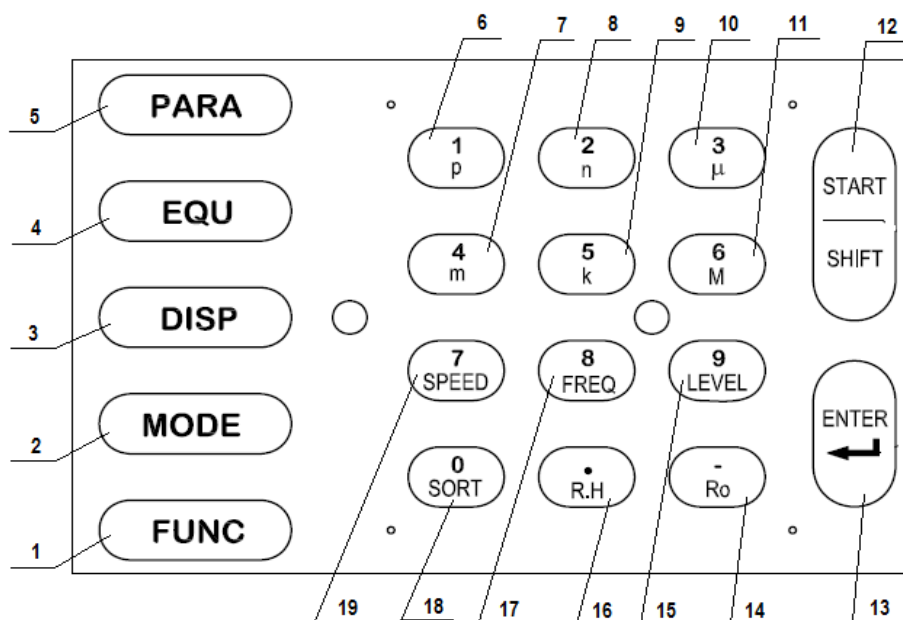 6 7 8 9 10 11 12
5 PARA
1 2 3
p n μ
START
4 EQU
SHIFT
4 5 6
m k M
3 DISP
7 8 9
SPEED FREQ LEVEL
2 MODE
ENTER
0 • -
SORT R.H Ro
1 FUNC
19 18 17 16 15 14 13